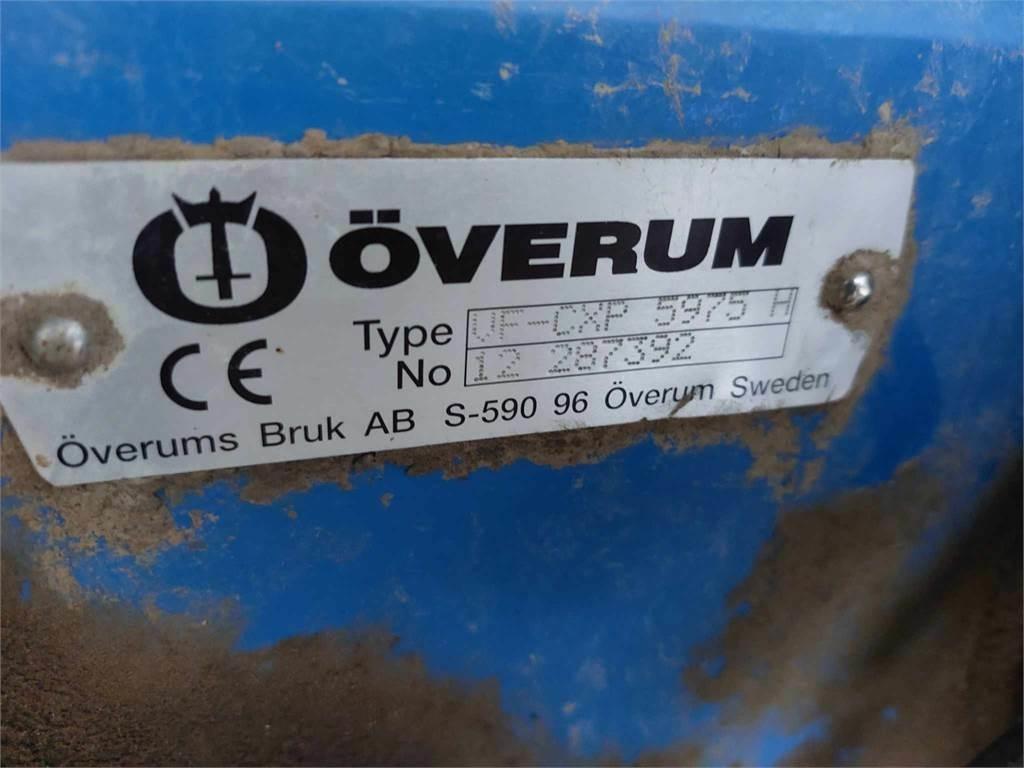 ÖVERUM
Type VF-CXP 5975 H
No 12 287392
CE
Överums Bruk AB S-590 96 Överum Sweden